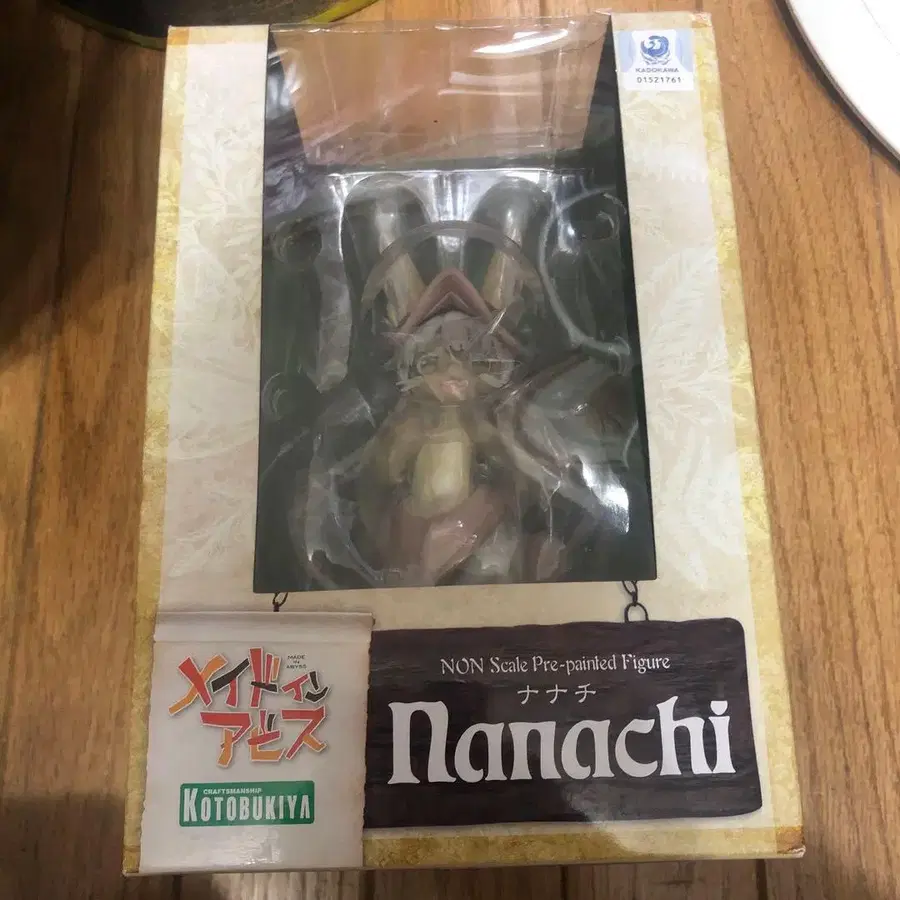 KADOKAWA
01521761
NON Scale Pre-painted Figure
ナナチ
Nanachi
MADE
IN
ABYSS
メイドイン
アビス
CRAFTSMANSHIP
KOTOBUKIYA